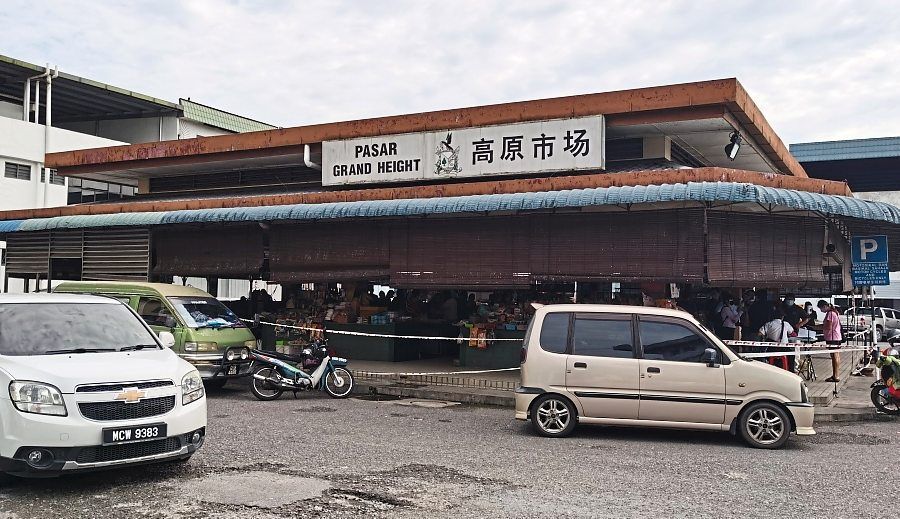 PASAR
GRAND HEIGHT
高原市场
P
MCW 9383